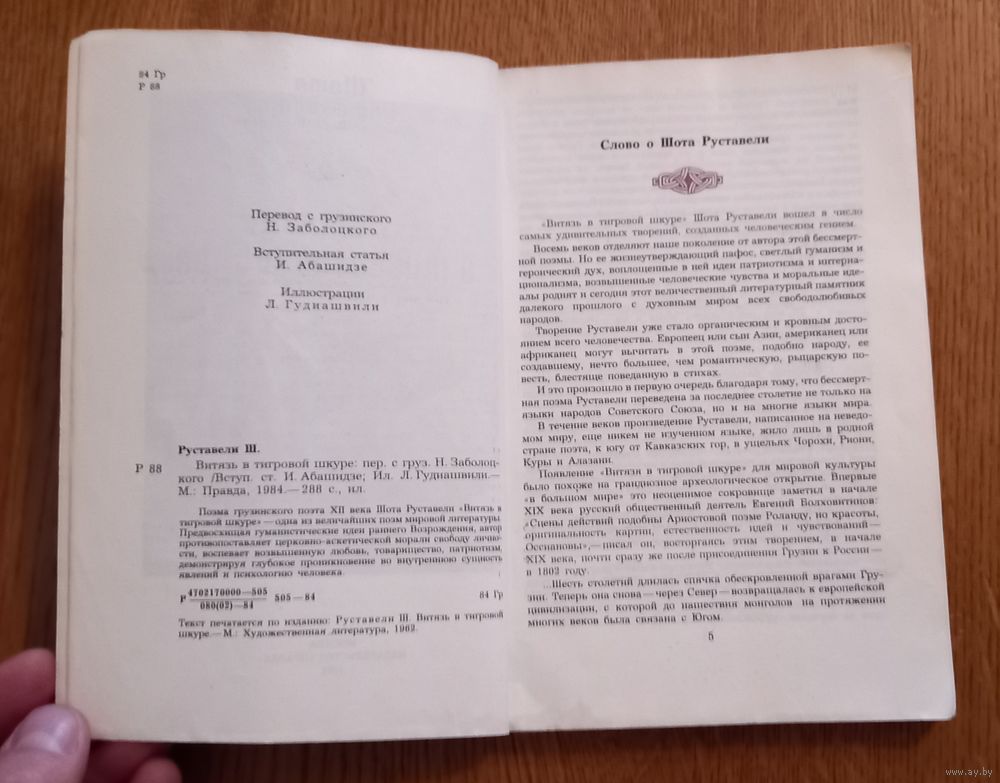 84 Гр
Р 88
Перевод с грузинского
Н. Заболоцкого
Вступительная статья
И. Абашидзе
Иллюстрации
Л. Гудиашвили
Руставели Ш.
Р 88
Витязь в тигровой шкуре: пер. с груз. Н. Заболоц-
кого /Вступ. ст. И. Абашидзе; Ил. Л. Гудиашвили.—
М.: Правда, 1984.— 288 с., ил.
Поэма грузинского поэта XII века Шота Руставели «Витязь в
тигровой шкуре» — одна из величайших поэм мировой литературы.
Предвосхищая гуманистические идеи раннего Возрождения, автор
противопоставляет церковно-аскетической морали свободу лично-
сти, воспевает возвышенную любовь, товарищество, патриотизм,
демонстрируя глубокое проникновение во внутреннюю сущность
явлений и психологию человека.
Р 4702170000—505
080(02)—84
505—84
84 Гр
Текст печатается по изданию: Руставели Ш. Витязь в тигровой
шкуре.— М.: Художественная литература, 1962.
Слово о Шота Руставели
«Витязь в тигровой шкуре» Шота Руставели вошел в число
самых удивительных творений, созданных человеческим гением.
Восемь веков отделяют наше поколение от автора этой бессмерт-
ной поэмы. Но ее жизнеутверждающий пафос, светлый гуманизм и
героический дух, воплощенные в ней идеи патриотизма и интерна-
ционализма, возвышенные человеческие чувства и моральные иде-
алы роднят и сегодня этот величественный литературный памятник
далекого прошлого с духовным миром всех свободолюбивых
народов.
Творение Руставели уже стало органическим и кровным досто-
янием всего человечества. Европеец или сын Азии, американец или
африканец могут вычитать в этой поэме, подобно народу, ее
создавшему, нечто большее, чем романтическую, рыцарскую по-
весть, блестяще поведанную в стихах.
И это произошло в первую очередь благодаря тому, что бессмерт-
ная поэма Руставели переведена за последнее столетие не только на
языки народов Советского Союза, но и на многие языки мира.
В течение веков произведение Руставели, написанное на неведо-
мом миру, еще никем не изученном языке, жило лишь в родной
стране поэта, к югу от Кавказских гор, в ущельях Чорохи, Риони,
Куры и Алазани.
Появление «Витязя в тигровой шкуре» для мировой культуры
было похоже на грандиозное археологическое открытие. Впервые
«в большом мире» это неоценимое сокровище заметил в начале
XIX века русский общественный деятель Евгений Болховитинов:
«Сцены действий подобны Ариостовой поэме Роланду, но красоты,
оригинальность картин, естественность идей и чувствований—
Оссиановы»,— писал он, восторгаясь этим творением, в начале
XIX века, почти сразу же после присоединения Грузии к России—
в 1802 году.
...Шесть столетий длилась спячка обескровленной врагами Гру-
зии. Теперь она снова—через Север—возвращалась к европейской
цивилизации, с которой до нашествия монголов на протяжении
многих веков была связана с Югом.
5
www.ay.by